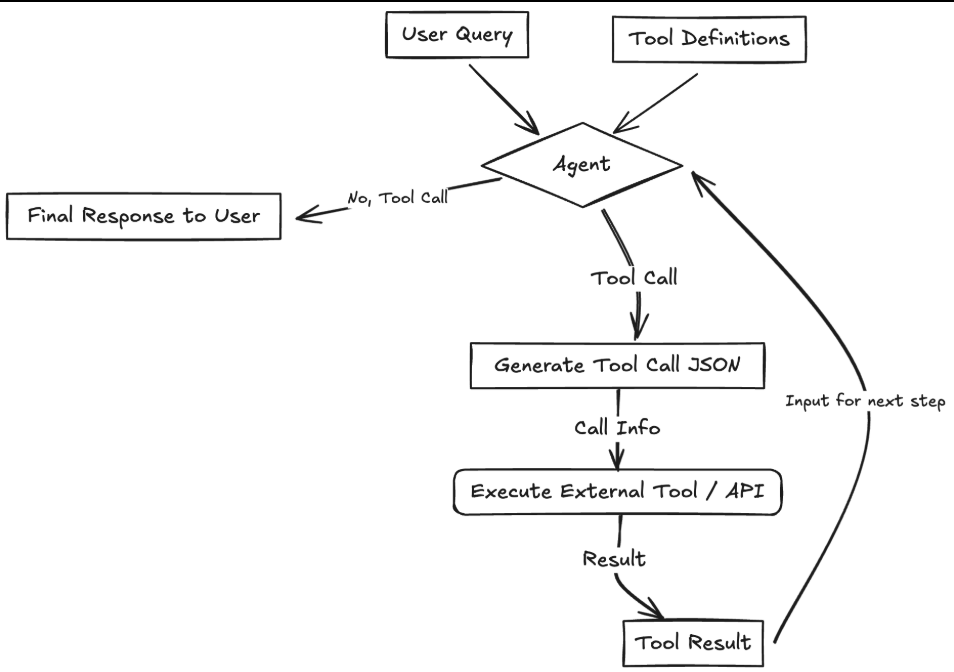 User Query
Tool Definitions
Agent
No, Tool Call
Final Response to User
Tool Call
Generate Tool Call JSON
Input for next step
Call Info
Execute External Tool / API
Result
Tool Result